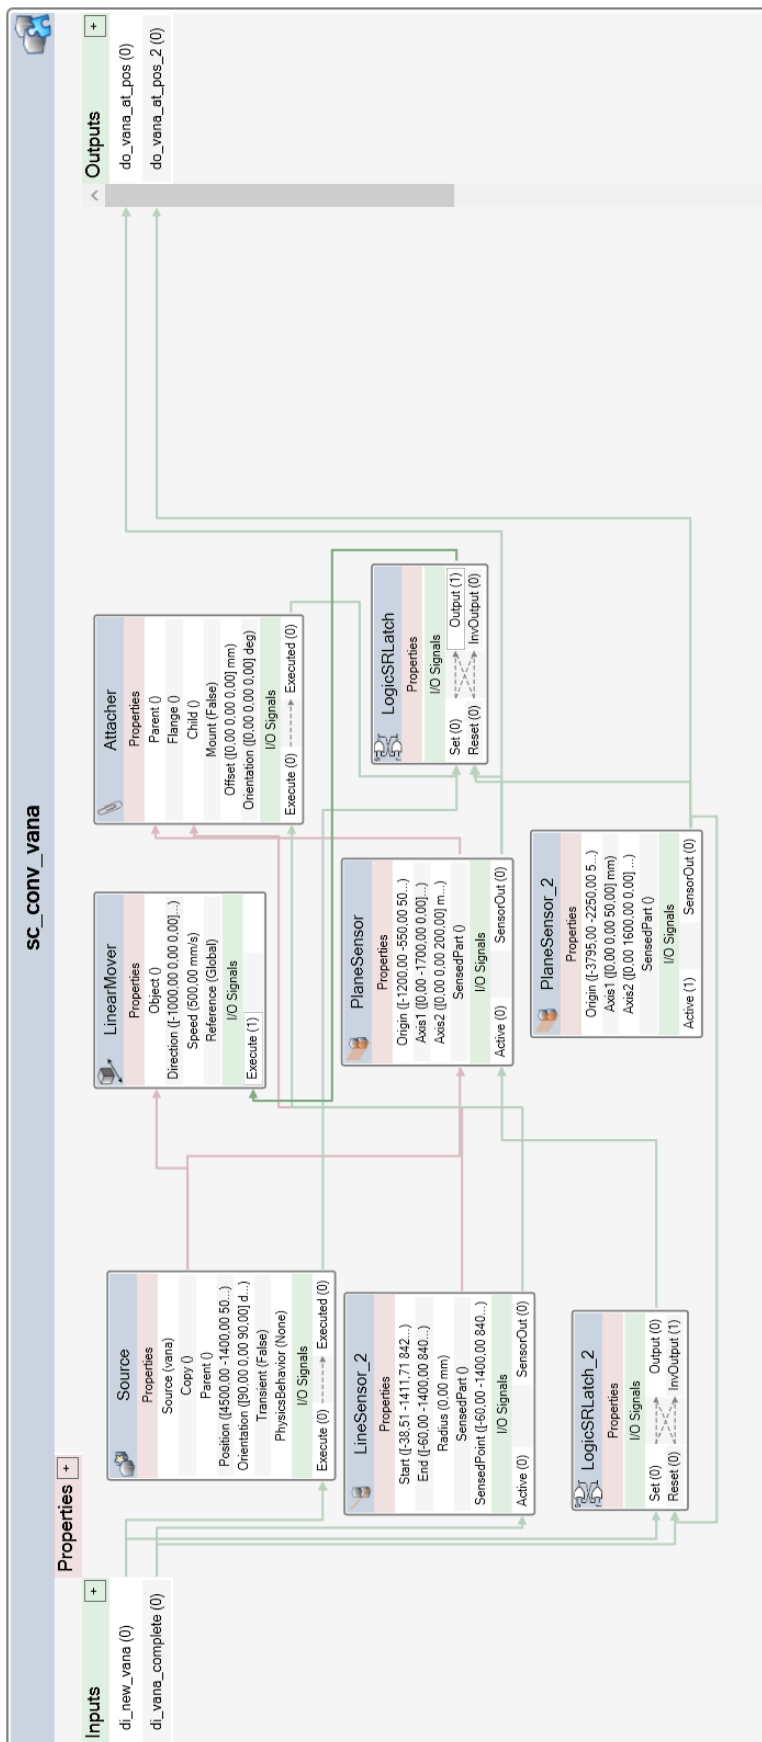 sc_conv_vana
Properties +
Inputs +
di_new_vana (0)
di_vana_complete (0)
Outputs +
do_vana_at_pos (0)
do_vana_at_pos_2 (0)
Source
Properties
Source (vana)
Copy ()
Parent ()
Position ([4500,00 -1400,00 50...)
Orientation ([90,00 0,00 90,00] d...)
Transient (False)
PhysicsBehavior (None)
I/O Signals
Execute (0) Executed (0)
LinearMover
Properties
Object ()
Direction ([-1000,00 0,00 0,00]...)
Speed (500,00 mm/s)
Reference (Global)
I/O Signals
Execute (1)
Attacher
Properties
Parent ()
Flange ()
Child ()
Mount (False)
Offset ([0,00 0,00 0,00] mm)
Orientation ([0,00 0,00 0,00] deg)
I/O Signals
Execute (0) Executed (0)
LineSensor_2
Properties
Start ([-38,51 -1411,71 842...)
End ([-60,00 -1400,00 840...)
Radius (0,00 mm)
SensedPart ()
SensedPoint ([-60,00 -1400,00 840...)
I/O Signals
Active (0) SensorOut (0)
PlaneSensor
Properties
Origin ([-1200,00 -550,00 50...)
Axis1 ([0,00 -1700,00 0,00]...)
Axis2 ([0,00 0,00 200,00] m...)
SensedPart ()
I/O Signals
Active (0) SensorOut (0)
LogicSRLatch
Properties
I/O Signals
Set (0) Output (1)
Reset (0) InvOutput (0)
LogicSRLatch_2
Properties
I/O Signals
Set (0) Output (0)
Reset (0) InvOutput (1)
PlaneSensor_2
Properties
Origin ([-3795,00 -2250,00 5...)
Axis1 ([0,00 0,00 50,00] mm)
Axis2 ([0,00 1600,00 0,00] ...)
SensedPart ()
I/O Signals
Active (1) SensorOut (0)